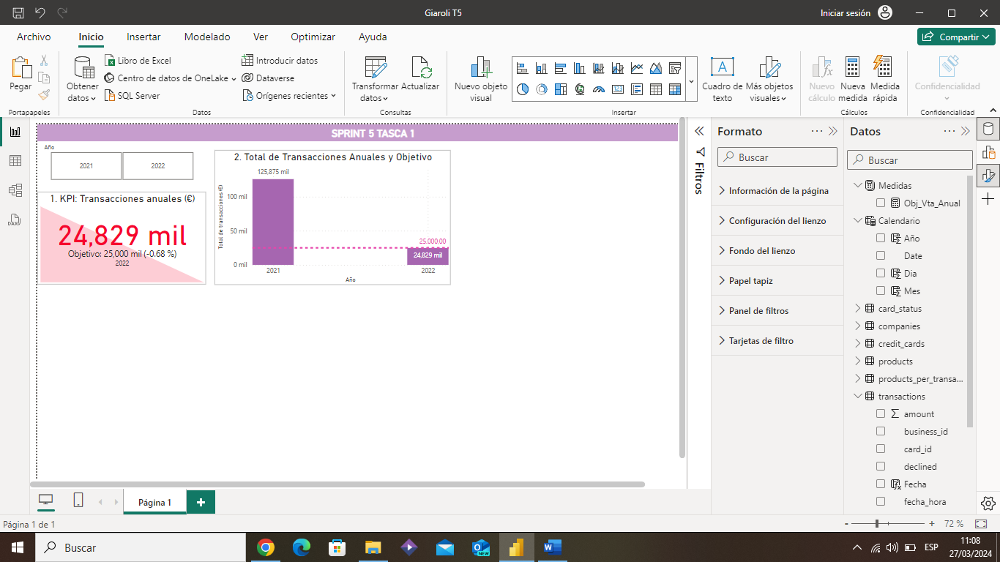 Giaroli T5
Iniciar sesión
Archivo Inicio Insertar Modelado Ver Optimizar Ayuda
Compartir
Pegar
Portapapeles
Obtener datos
Libro de Excel
Centro de datos de OneLake
SQL Server
Introducir datos
Dataverse
Orígenes recientes
Datos
Transformar datos
Actualizar
Consultas
Nuevo objeto visual
123
A
Cuadro de texto
Más objetos visuales
Insertar
Nuevo cálculo
Nueva medida
Medida rápida
Cálculos
Confidencialidad
Confidencialidad
DAX
SPRINT 5 TASCA 1
Año
2021 2022
1. KPI: Transacciones anuales (€)
24,829 mil
Objetivo: 25,000 mil (-0.68 %)
2022
2. Total de Transacciones Anuales y Objetivo
125,875 mil
Total de transacciones (€)
100 mil
50 mil
0 mil
25.000,00
24,829 mil
2021 2022
Año
Filtros
Formato
Buscar
Información de la página
Configuración del lienzo
Fondo del lienzo
Papel tapiz
Panel de filtros
Tarjetas de filtro
Datos
Buscar
Medidas
Obj_Vta_Anual
Calendario
Año
Date
Dia
Mes
card_status
companies
credit_cards
products
products_per_transa...
transactions
amount
business_id
card_id
declined
Fecha
fecha_hora
Página 1
Página 1 de 1
- + 72 %
Buscar
NEW
ESP
11:08
27/03/2024